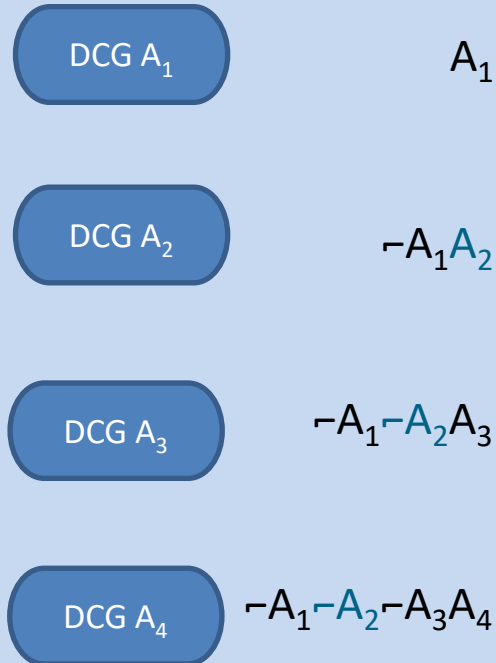 DCG A₁
A₁
DCG A₂
⌐A₁A₂
DCG A₃
⌐A₁⌐A₂A₃
DCG A₄
⌐A₁⌐A₂⌐A₃A₄